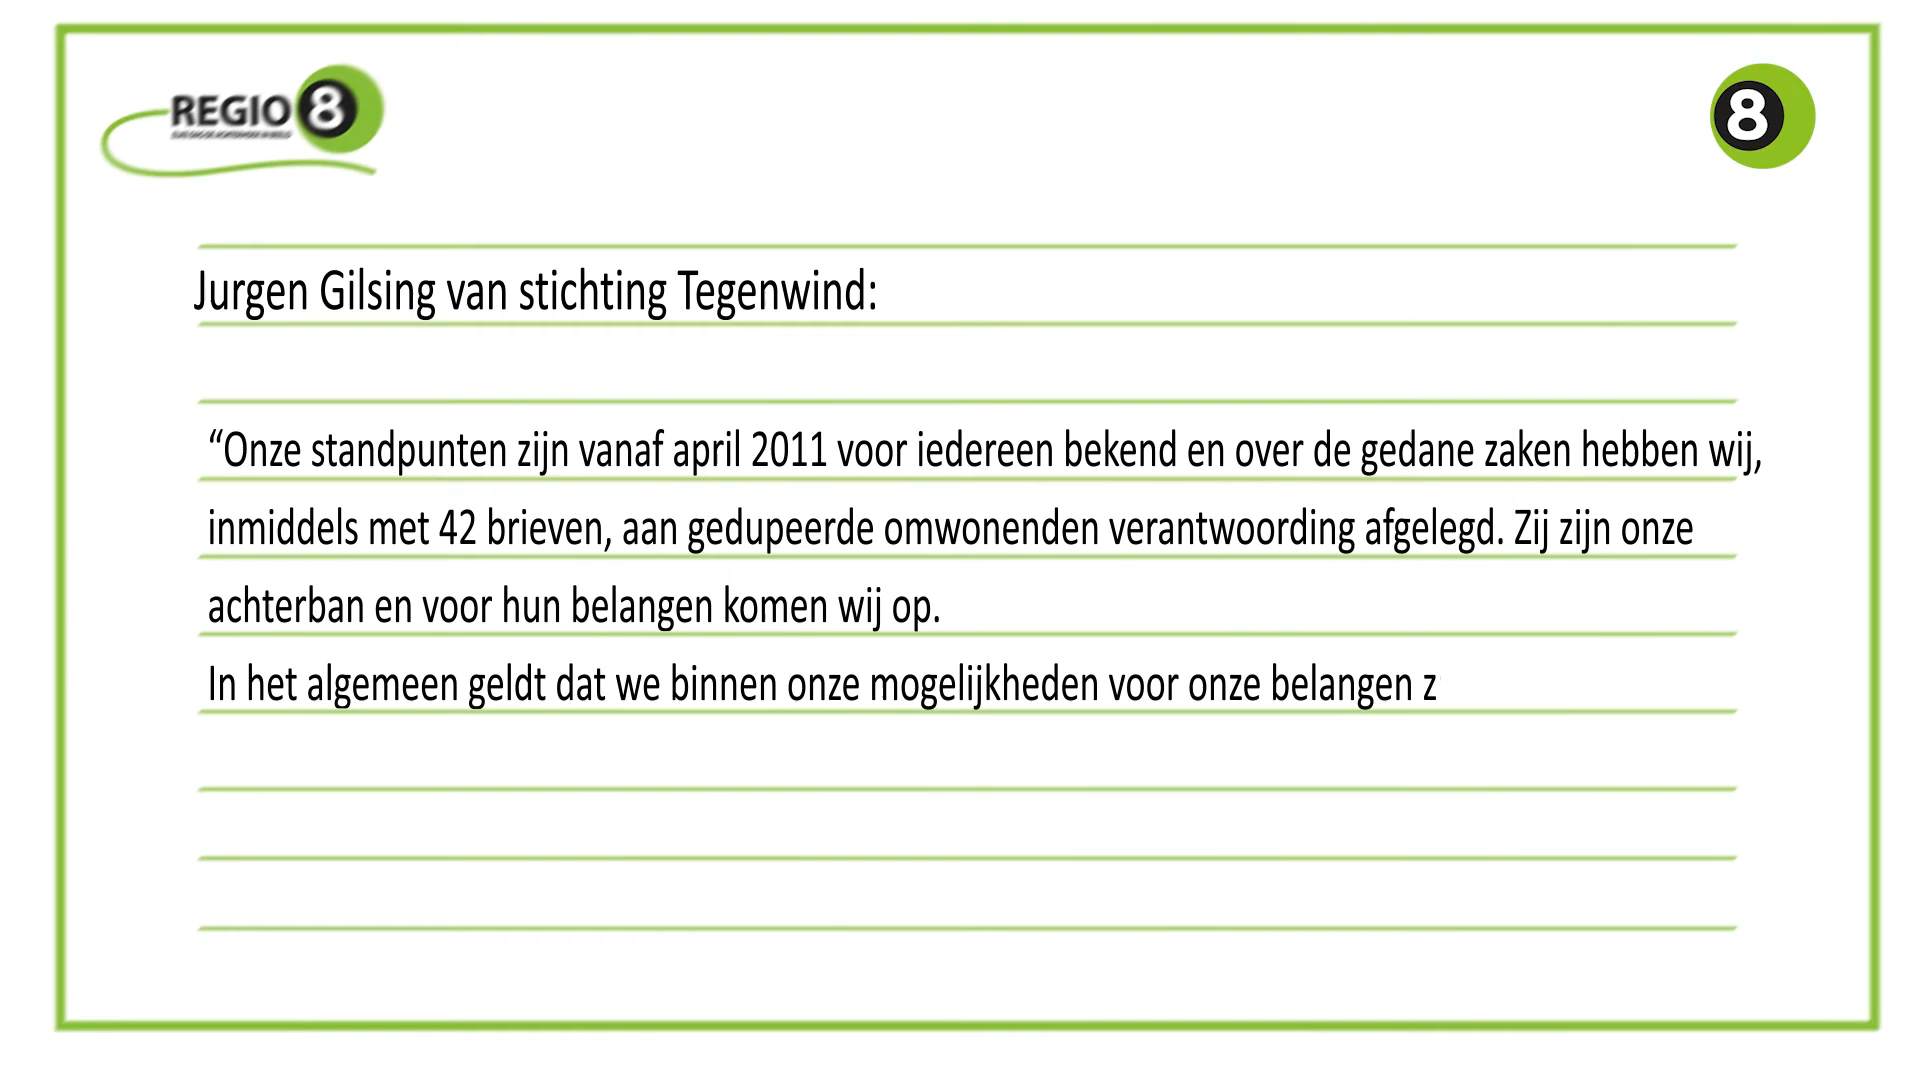 REGIO 8
8
Jurgen Gilsing van stichting Tegenwind:
“Onze standpunten zijn vanaf april 2011 voor iedereen bekend en over de gedane zaken hebben wij,
inmiddels met 42 brieven, aan gedupeerde omwonenden verantwoording afgelegd. Zij zijn onze
achterban en voor hun belangen komen wij op.
In het algemeen geldt dat we binnen onze mogelijkheden voor onze belangen z